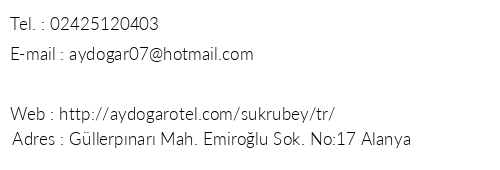 Tel. : 02425120403
E-mail : aydogar07@hotmail.com
Web : http://aydogarotel.com/sukrubey/tr/
Adres : Güllerpınarı Mah. Emiroğlu Sok. No:17 Alanya